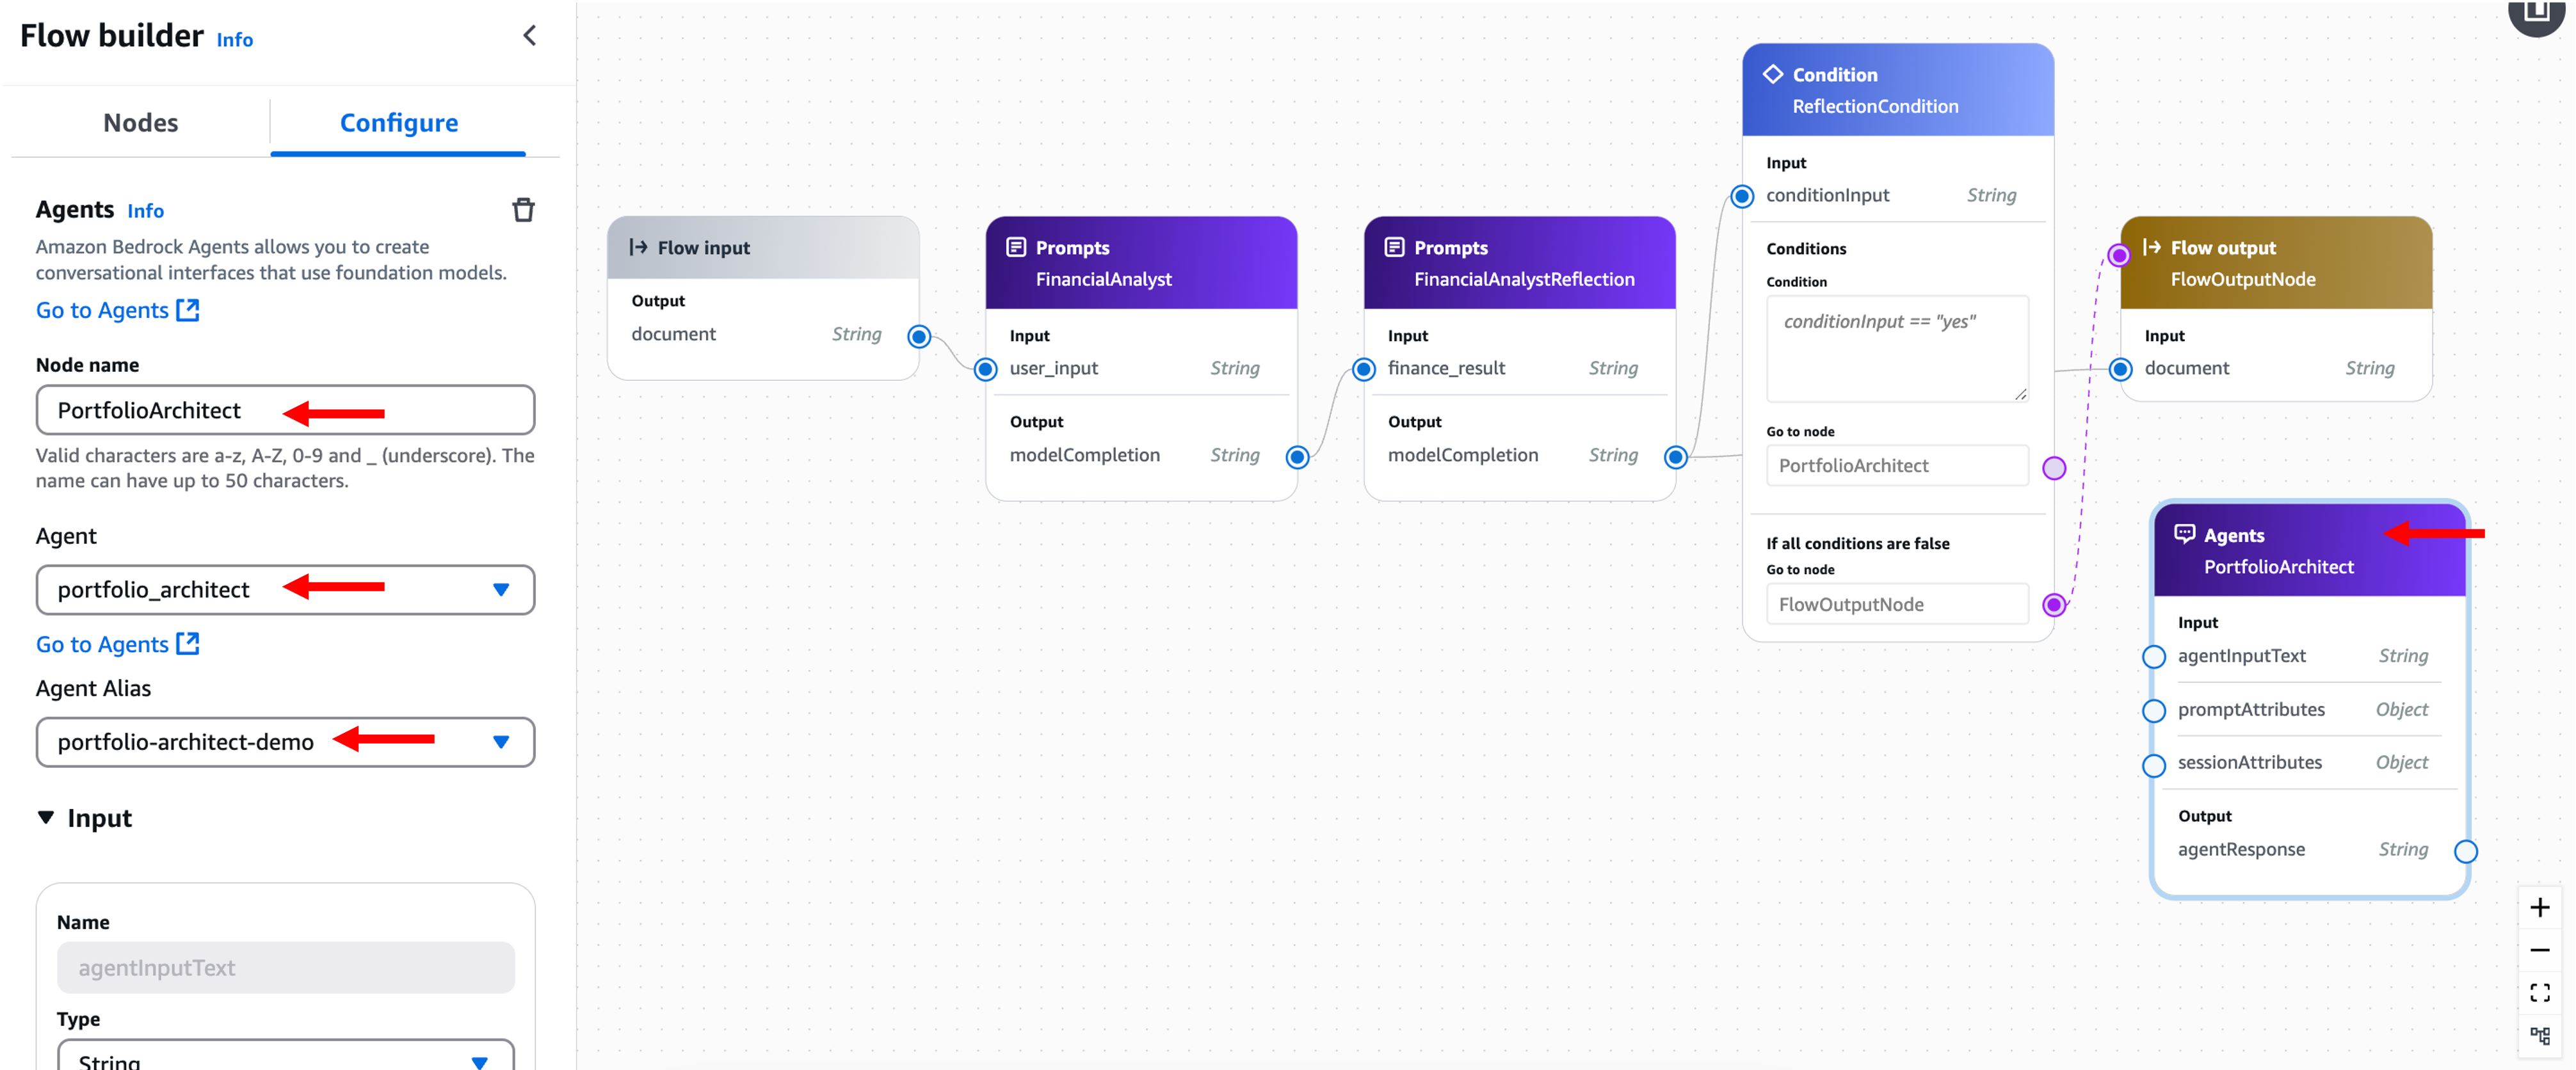 Flow builder Info
Nodes
Configure
Agents Info
Amazon Bedrock Agents allows you to create
conversational interfaces that use foundation models.
Go to Agents
Node name
PortfolioArchitect
Valid characters are a-z, A-Z, 0-9 and _ (underscore). The
name can have up to 50 characters.
Agent
portfolio_architect
Go to Agents
Agent Alias
portfolio-architect-demo
Input
Name
agentInputText
Type
String
Flow input
Output
document String
Prompts
FinancialAnalyst
Input
user_input String
Output
modelCompletion String
Prompts
FinancialAnalystReflection
Input
finance_result String
Output
modelCompletion String
Condition
ReflectionCondition
Input
conditionInput String
Conditions
Condition
conditionInput == "yes"
Go to node
PortfolioArchitect
If all conditions are false
Go to node
FlowOutputNode
Flow output
FlowOutputNode
Input
document String
Agents
PortfolioArchitect
Input
agentInputText String
promptAttributes Object
sessionAttributes Object
Output
agentResponse String